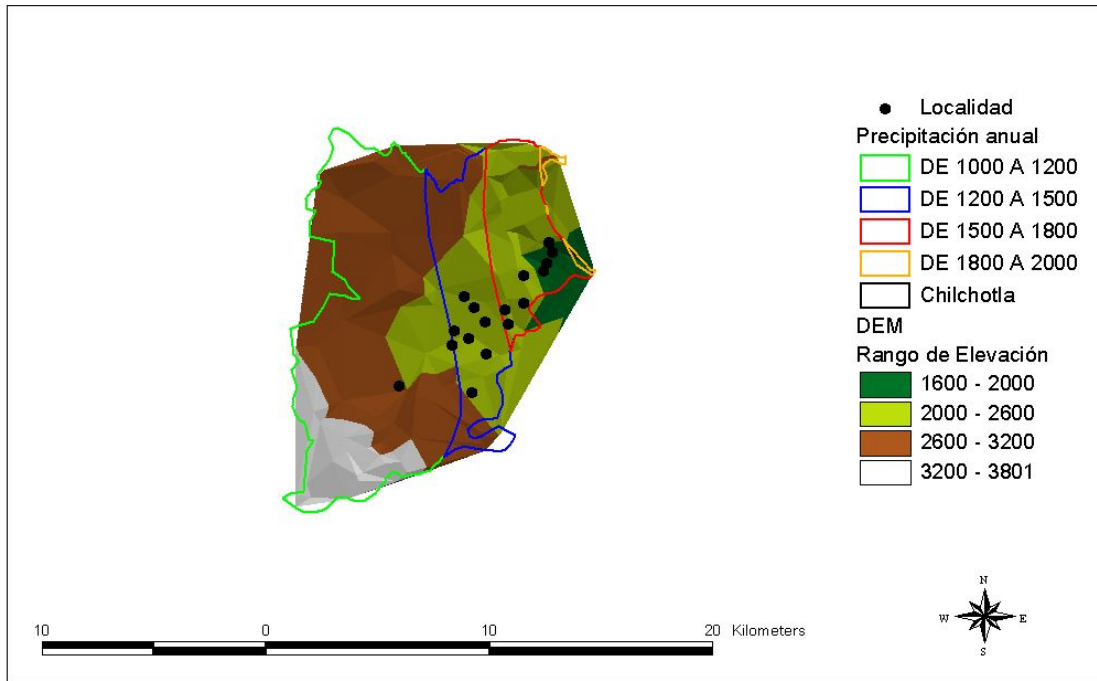 Localidad
Precipitación anual
DE 1000 A 1200
DE 1200 A 1500
DE 1500 A 1800
DE 1800 A 2000
Chilchotla
DEM
Rango de Elevación
1600 - 2000
2000 - 2600
2600 - 3200
3200 - 3801
N
W E
S
10 0 10 20 Kilometers